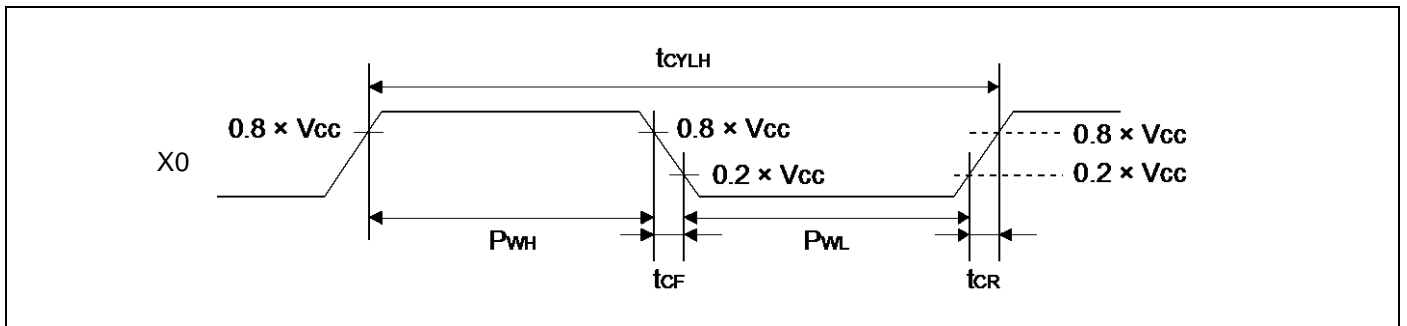 tCYLH
0.8 × Vcc
0.8 × Vcc
0.8 × Vcc
X0
0.2 × Vcc
0.2 × Vcc
PWH
PWL
tCF
tCR